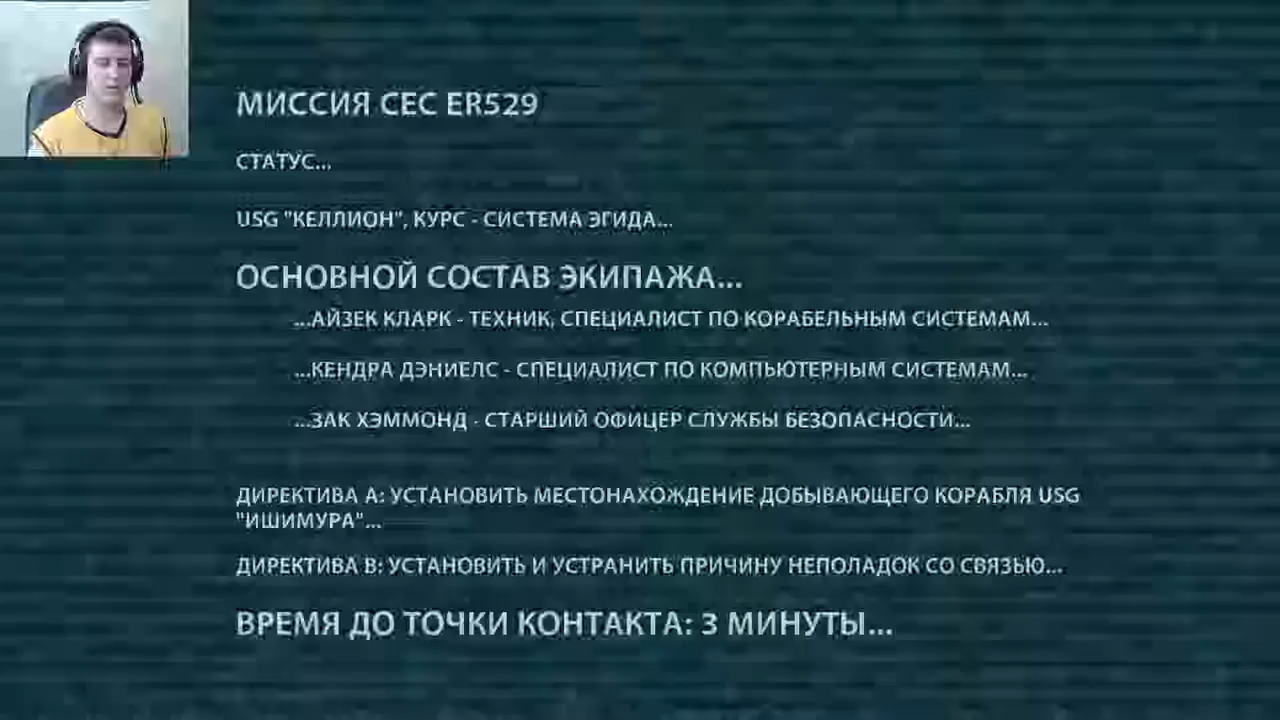 МИССИЯ СЕС ER529
СТАТУС...
USG "КЕЛЛИОН", КУРС - СИСТЕМА ЭГИДА...
ОСНОВНОЙ СОСТАВ ЭКИПАЖА...
...АЙЗЕК КЛАРК - ТЕХНИК, СПЕЦИАЛИСТ ПО КОРАБЕЛЬНЫМ СИСТЕМАМ...
...КЕНДРА ДЭНИЕЛС - СПЕЦИАЛИСТ ПО КОМПЬЮТЕРНЫМ СИСТЕМАМ...
...ЗАК ХЭММОНД - СТАРШИЙ ОФИЦЕР СЛУЖБЫ БЕЗОПАСНОСТИ...
ДИРЕКТИВА А: УСТАНОВИТЬ МЕСТОНАХОЖДЕНИЕ ДОБЫВАЮЩЕГО КОРАБЛЯ USG
"ИШИМУРА"...
ДИРЕКТИВА В: УСТАНОВИТЬ И УСТРАНИТЬ ПРИЧИНУ НЕПОЛАДОК СО СВЯЗЬЮ...
ВРЕМЯ ДО ТОЧКИ КОНТАКТА: 3 МИНУТЫ...